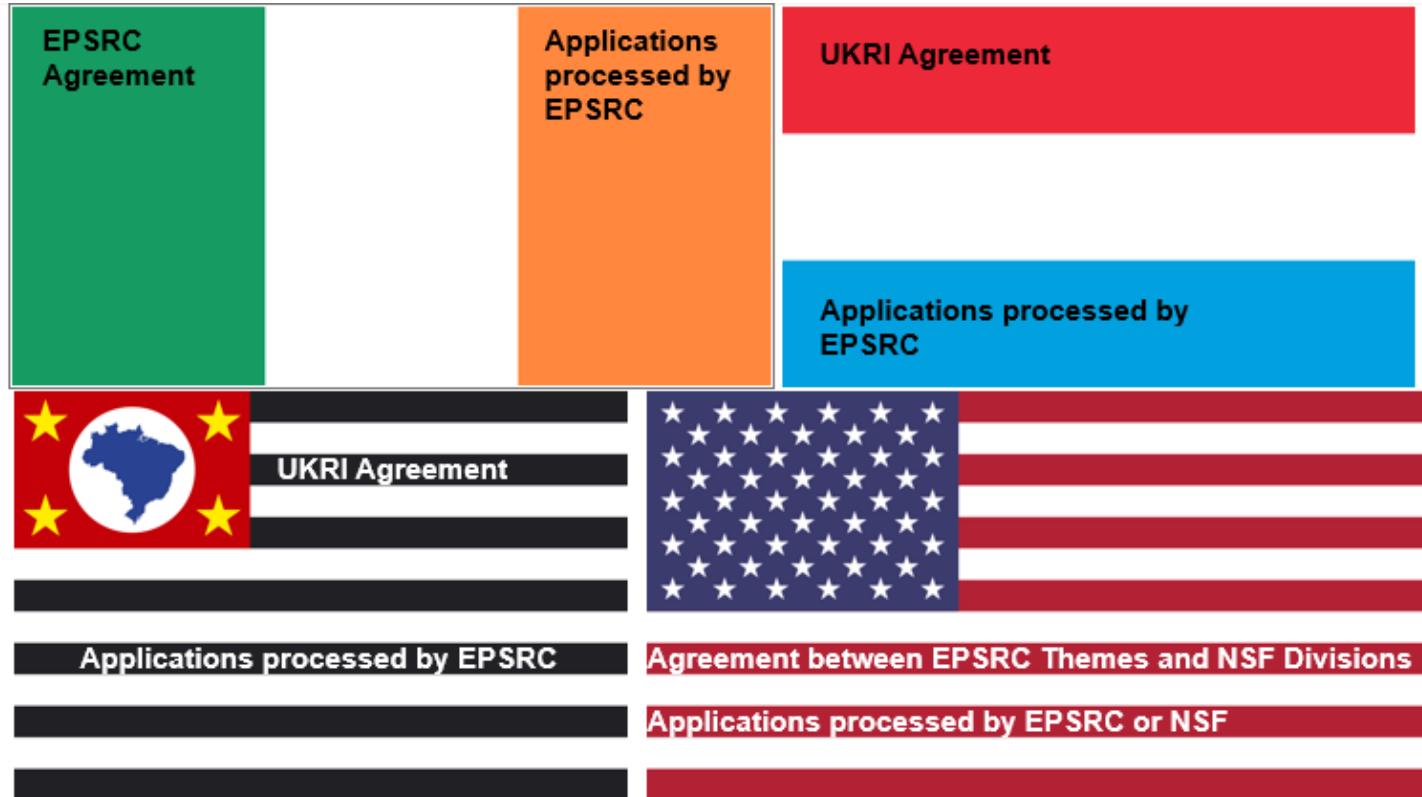 EPSRC
Agreement
Applications
processed by
EPSRC
UKRI Agreement
Applications processed by
EPSRC
UKRI Agreement
Applications processed by EPSRC
Agreement between EPSRC Themes and NSF Divisions
Applications processed by EPSRC or NSF